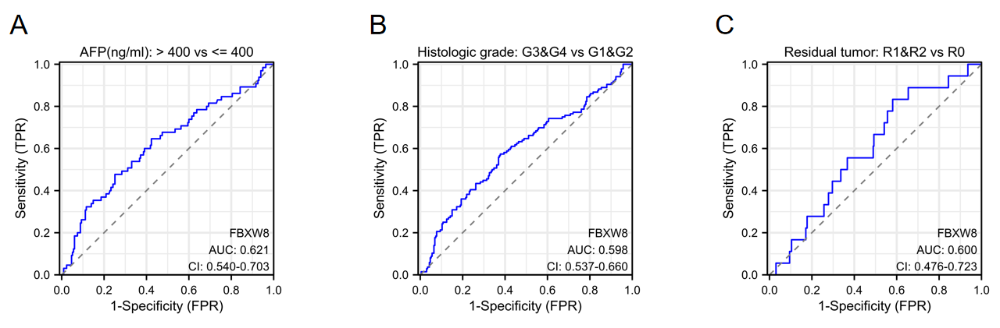 A
AFP(ng/ml): > 400 vs <= 400
1.0
0.8
0.6
0.4
0.2
0.0
Sensitivity (TPR)
FBXW8
AUC: 0.621
CI: 0.540-0.703
0.0 0.2 0.4 0.6 0.8 1.0
1-Specificity (FPR)
B
Histologic grade: G3&G4 vs G1&G2
1.0
0.8
0.6
0.4
0.2
0.0
Sensitivity (TPR)
FBXW8
AUC: 0.598
CI: 0.537-0.660
0.0 0.2 0.4 0.6 0.8 1.0
1-Specificity (FPR)
C
Residual tumor: R1&R2 vs R0
1.0
0.8
0.6
0.4
0.2
0.0
Sensitivity (TPR)
FBXW8
AUC: 0.600
CI: 0.476-0.723
0.0 0.2 0.4 0.6 0.8 1.0
1-Specificity (FPR)